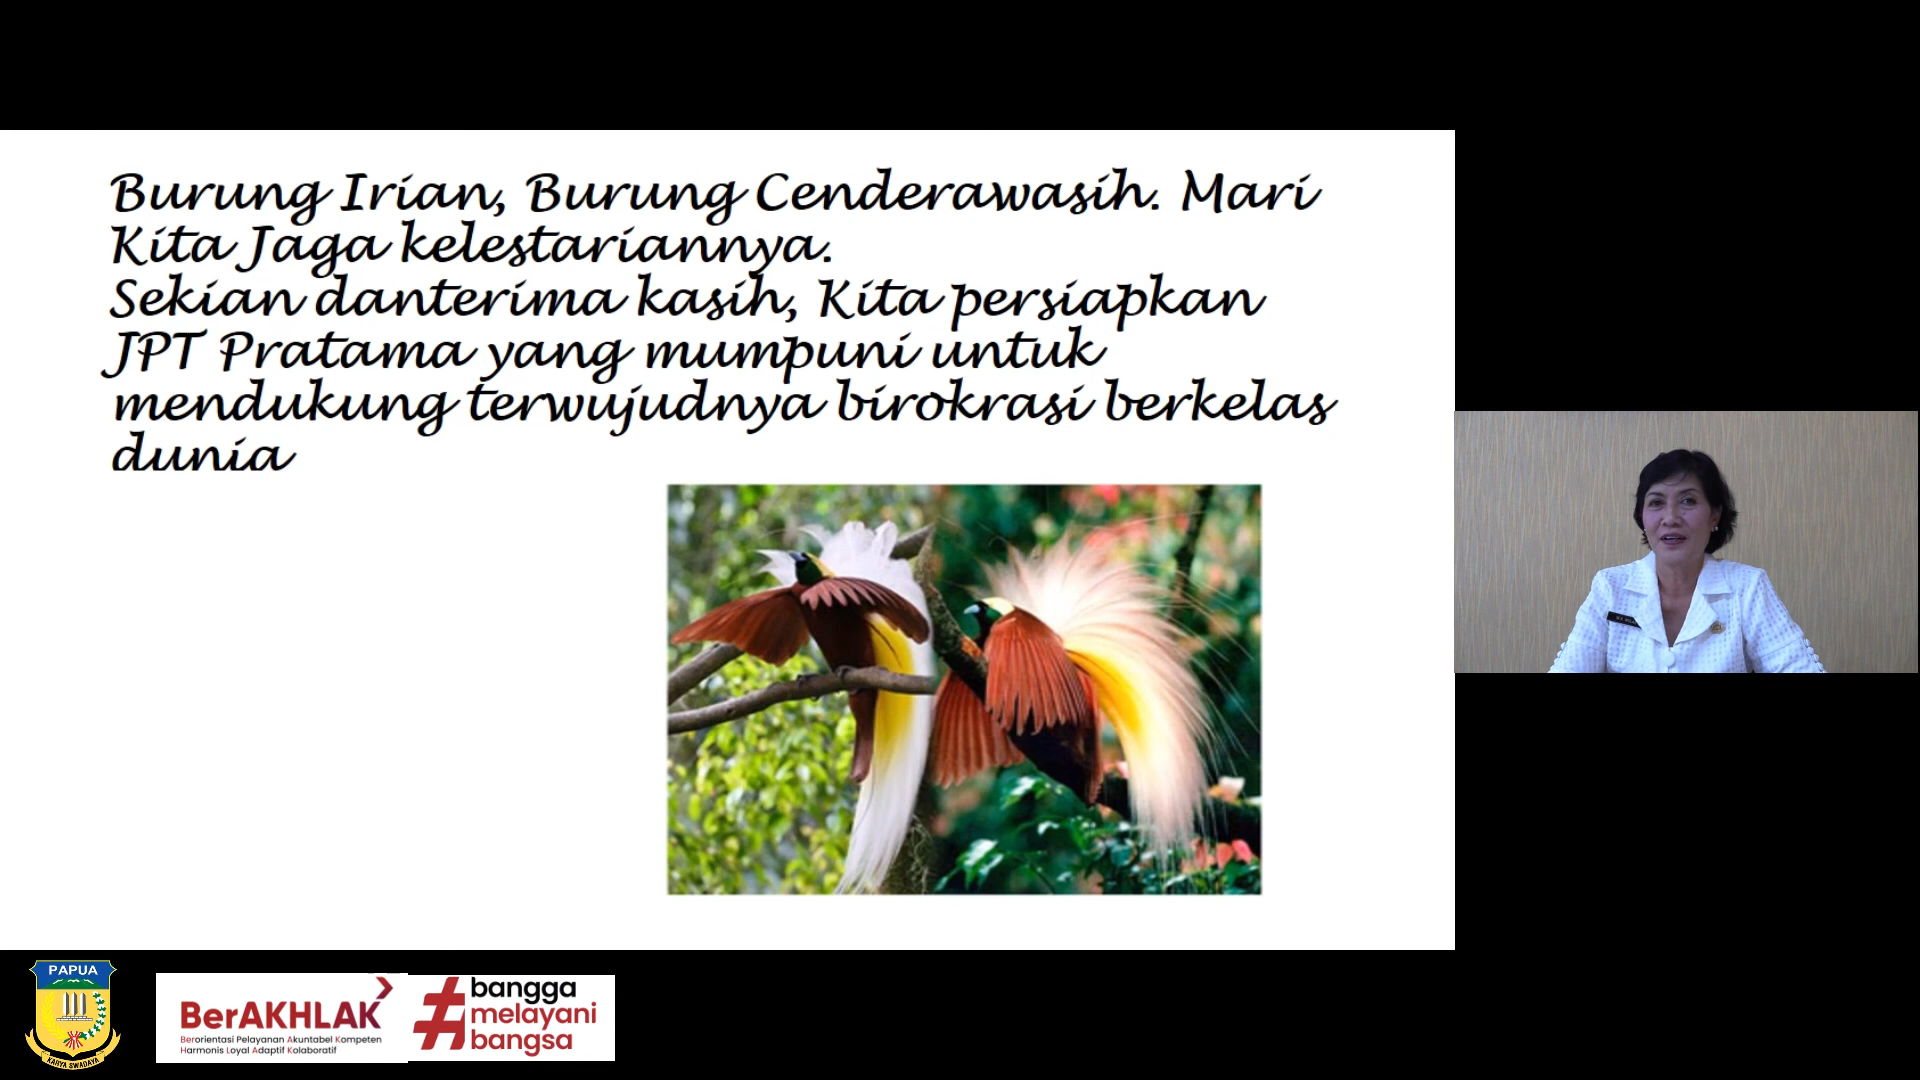 Burung Irian, Burung Cenderawasih. Mari
Kita Jaga kelestariannya.
Sekian danterima kasih, Kita persiapkan
JPT Pratama yang mumpuni untuk
mendukung terwujudnya birokrasi berkelas
dunia
PAPUA
KARYA SWADAYA
BerAKHLAK
Berorientasi Pelayanan Akuntabel Kompeten
Harmonis Loyal Adaptif Kolaboratif
#bangga
melayani
bangsa